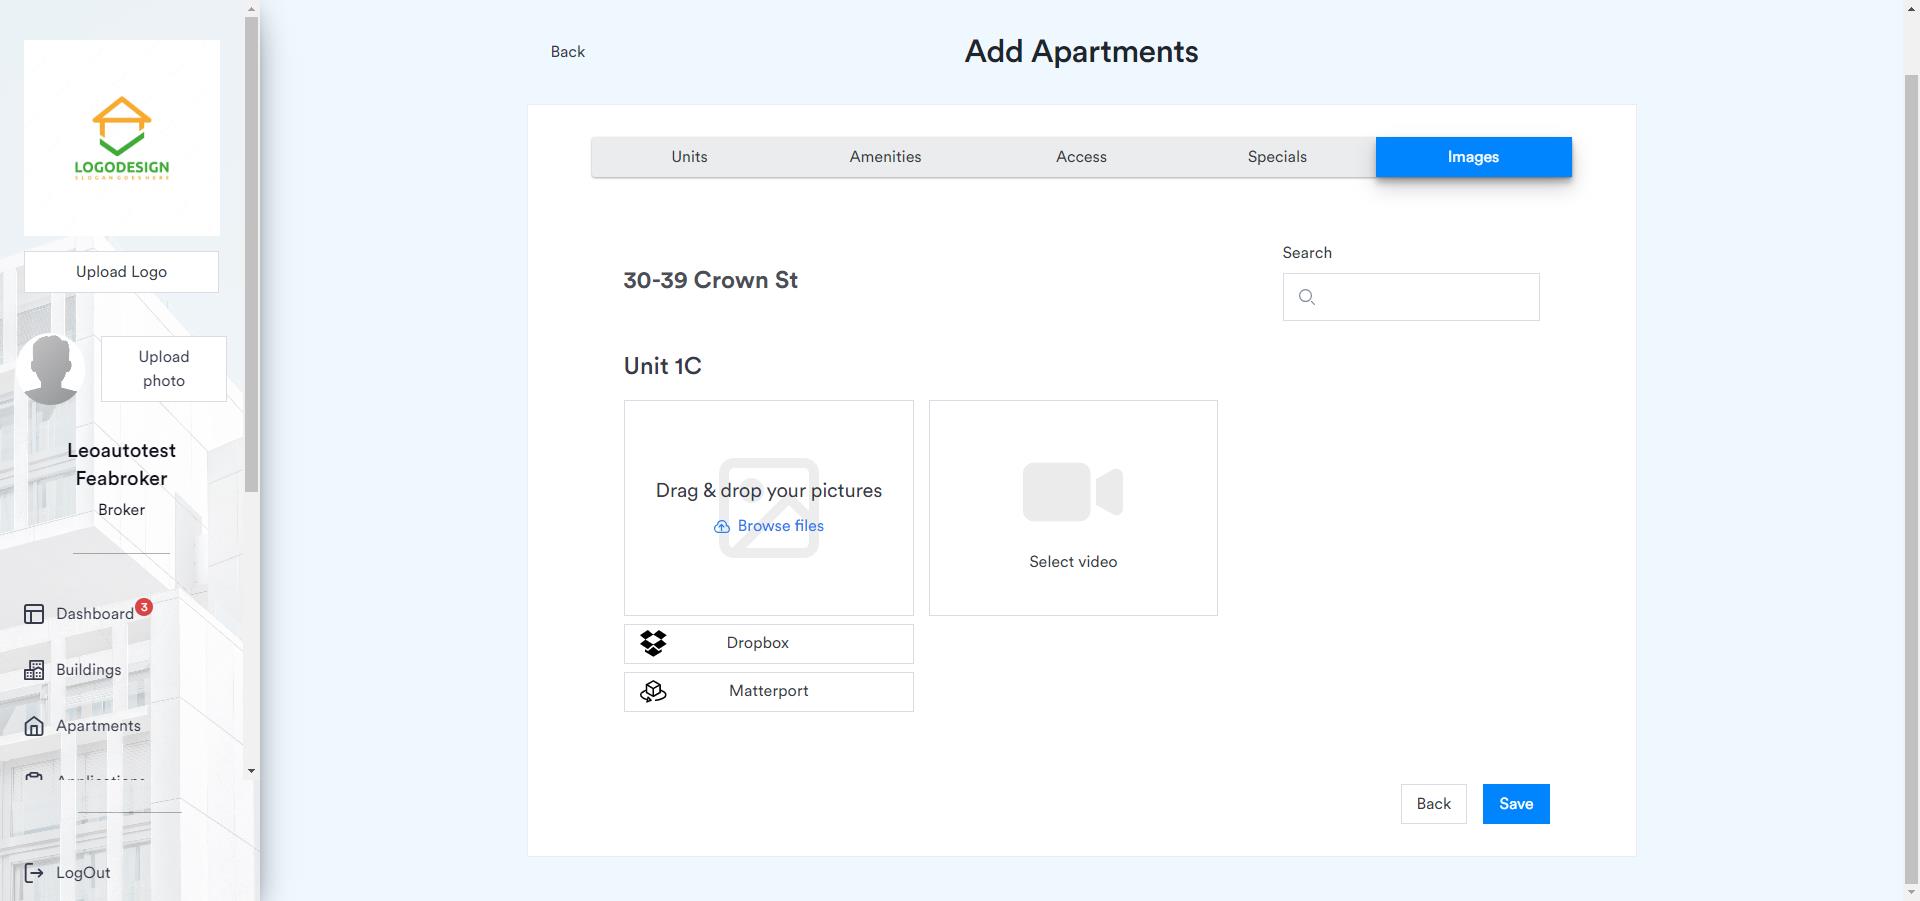 LOGODESIGN
SLOGAN GOES HERE
Upload Logo
Upload
photo
Leoautotest
Feabroker
Broker
Dashboard 3
Buildings
Apartments
Applications
LogOut
Back
Add Apartments
Units
Amenities
Access
Specials
Images
30-39 Crown St
Search
Unit 1C
Drag & drop your pictures
Browse files
Select video
Dropbox
Matterport
Back
Save